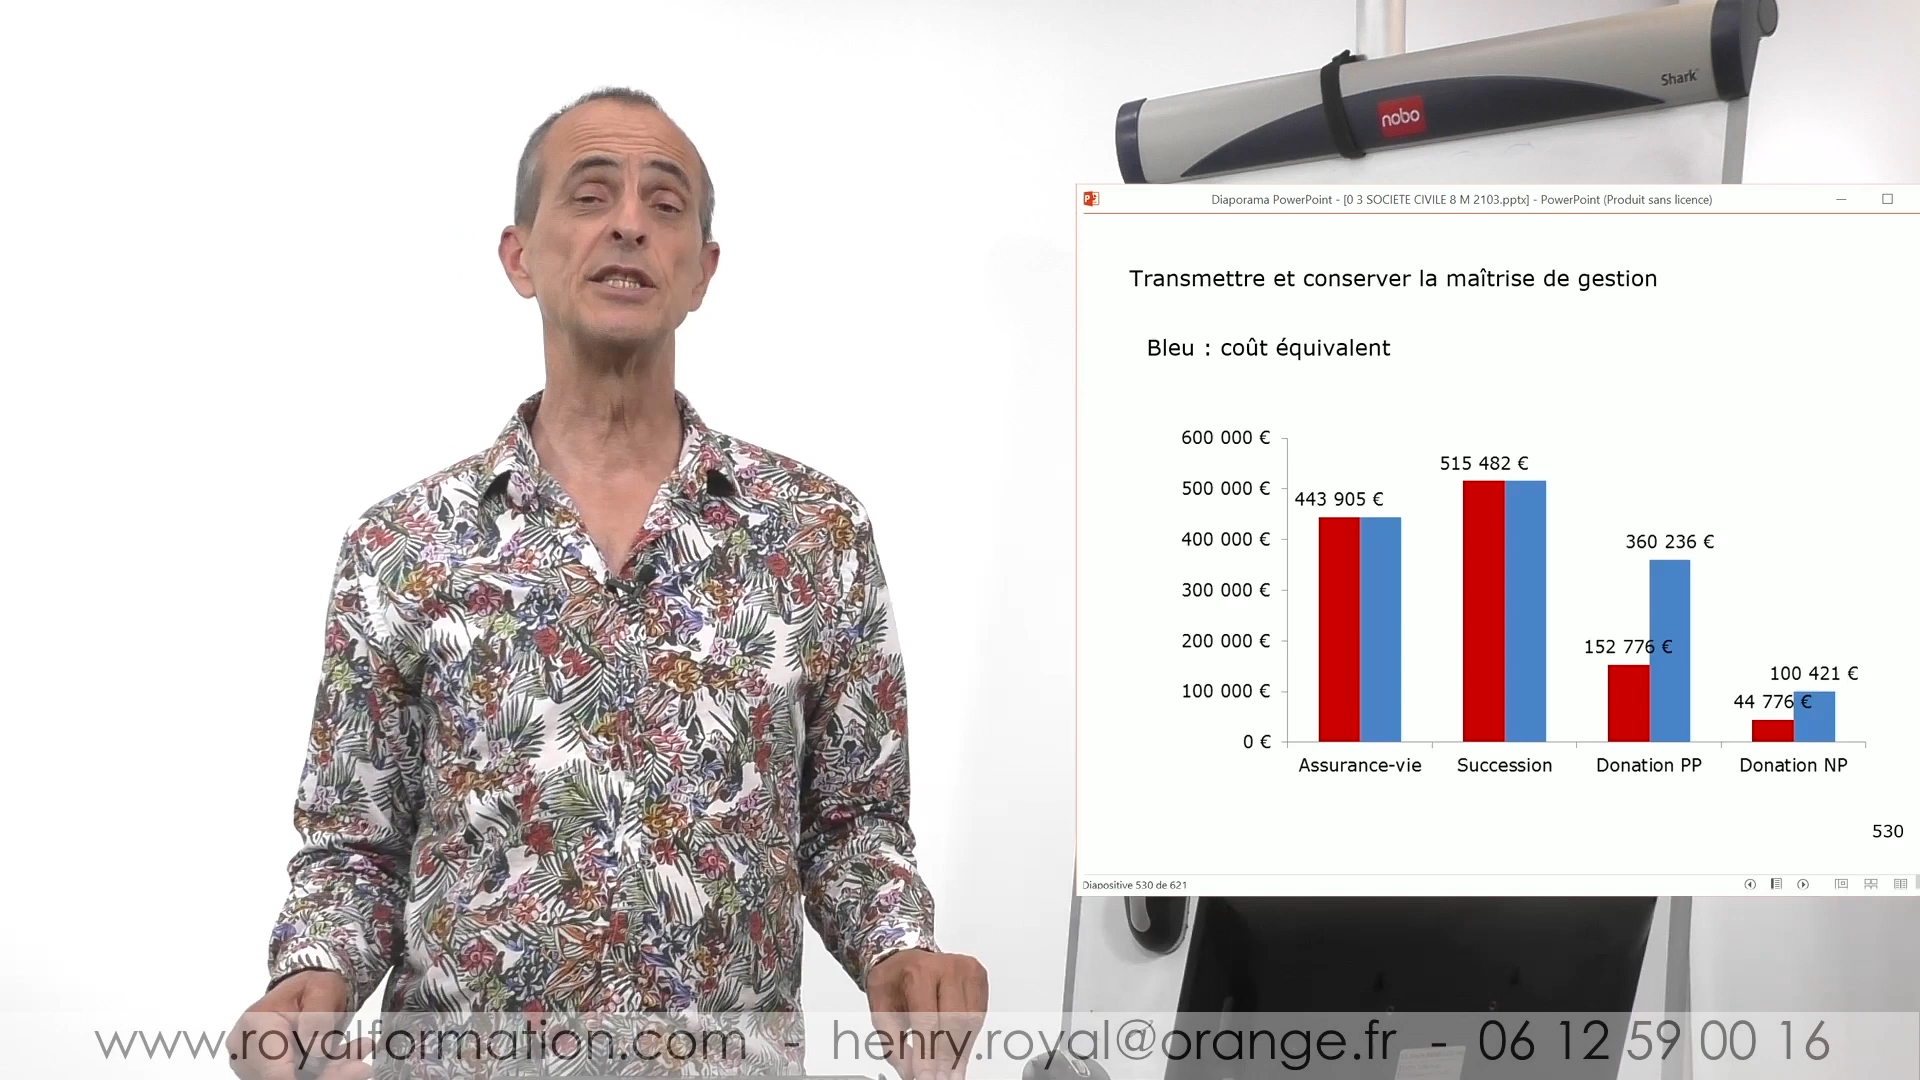 Shark
nobo
Diaporama PowerPoint - [0 3 SOCIETE CIVILE 8 M 2103.pptx] - PowerPoint (Produit sans licence)
Transmettre et conserver la maîtrise de gestion
Bleu : coût équivalent
600 000 €
500 000 €
400 000 €
300 000 €
200 000 €
100 000 €
0 €
443 905 €
515 482 €
152 776 €
360 236 €
44 776 €
100 421 €
Assurance-vie
Succession
Donation PP
Donation NP
530
Diapositive 530 de 621
www.royalformation.com - henry.royal@orange.fr - 06 12 59 00 16